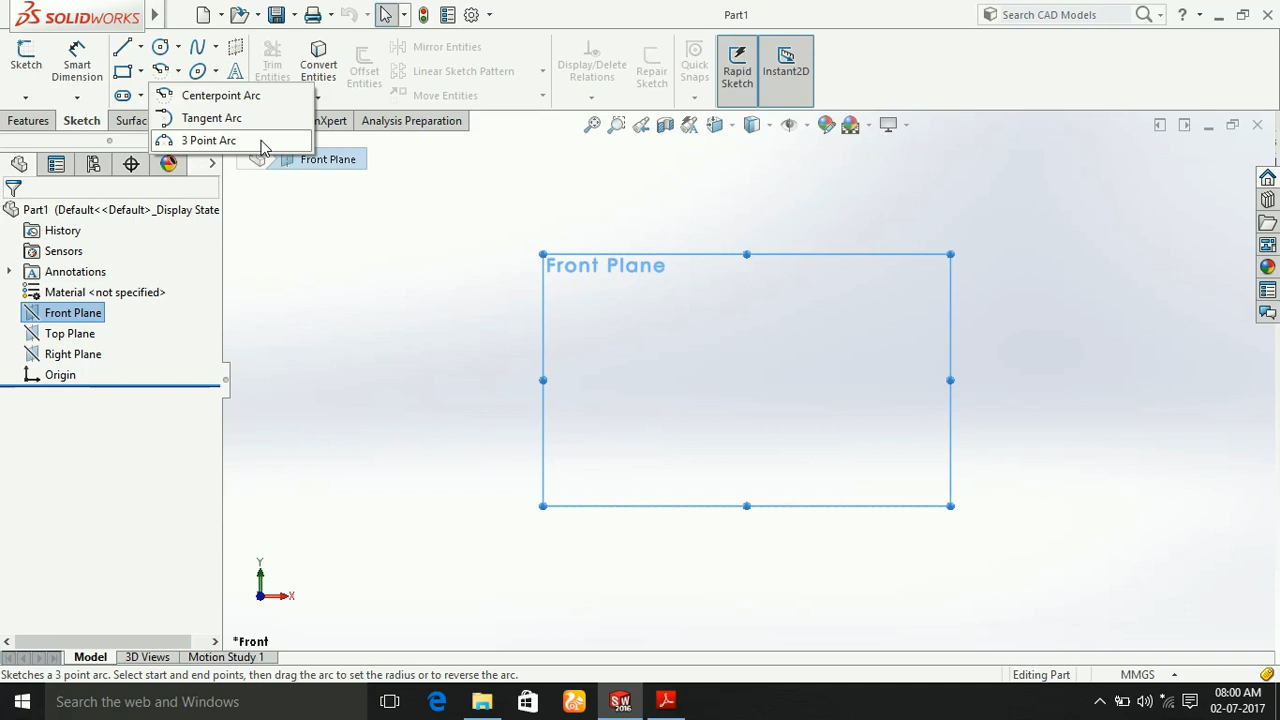 SOLIDWORKS
Part1
Search CAD Models
Sketch
Smart Dimension
Trim Entities
Convert Entities
Offset Entities
Mirror Entities
Linear Sketch Pattern
Move Entities
Display/Delete Relations
Repair Sketch
Quick Snaps
Rapid Sketch
Instant2D
Centerpoint Arc
Tangent Arc
3 Point Arc
Features
Sketch
Surfac
nXpert
Analysis Preparation
Front Plane
Part1 (Default<<Default>_Display State
History
Sensors
Annotations
Material <not specified>
Front Plane
Top Plane
Right Plane
Origin
Front Plane
Y
X
*Front
Model
3D Views
Motion Study 1
Sketches a 3 point arc. Select start and end points, then drag the arc to set the radius or to reverse the arc.
Editing Part
MMGS
Search the web and Windows
SW
2016
08:00 AM
02-07-2017